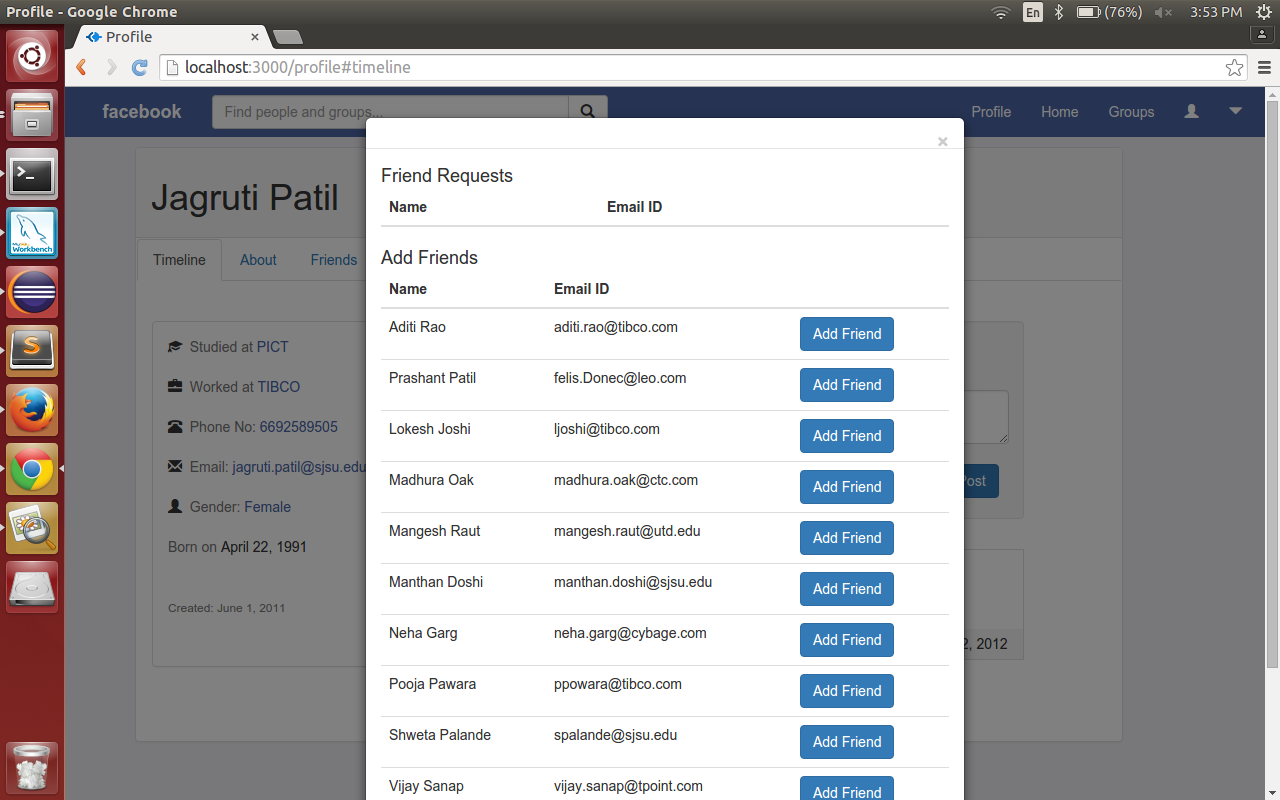 Profile - Google Chrome
En
(76%)
3:53 PM
Profile
localhost:3000/profile#timeline
facebook
Find people and groups...
Profile
Home
Groups
×
Jagruti Patil
Timeline
About
Friends
Studied at PICT
Worked at TIBCO
Phone No: 6692589505
Email: jagruti.patil@sjsu.edu
Gender: Female
Born on April 22, 1991
Created: June 1, 2011
Friend Requests
Name Email ID
Add Friends
Name Email ID
Aditi Rao aditi.rao@tibco.com Add Friend
Prashant Patil felis.Donec@leo.com Add Friend
Lokesh Joshi ljoshi@tibco.com Add Friend
Madhura Oak madhura.oak@ctc.com Add Friend
Mangesh Raut mangesh.raut@utd.edu Add Friend
Manthan Doshi manthan.doshi@sjsu.edu Add Friend
Neha Garg neha.garg@cybage.com Add Friend
Pooja Pawara ppowara@tibco.com Add Friend
Shweta Palande spalande@sjsu.edu Add Friend
Vijay Sanap vijay.sanap@tpoint.com Add Friend
ost
2, 2012
Workbench